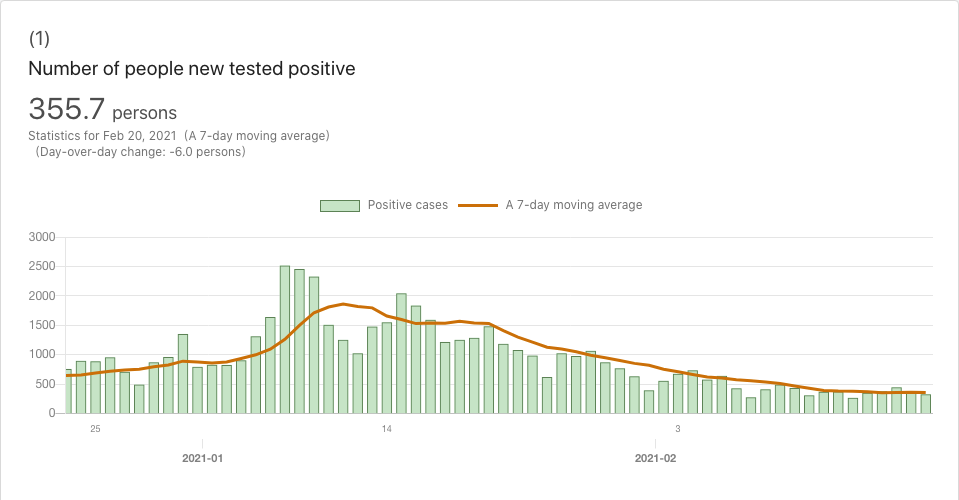 (1)
Number of people new tested positive
355.7 persons
Statistics for Feb 20, 2021 (A 7-day moving average)
(Day-over-day change: -6.0 persons)
Positive cases A 7-day moving average
3000
2500
2000
1500
1000
500
0
25 14 3
2021-01 2021-02